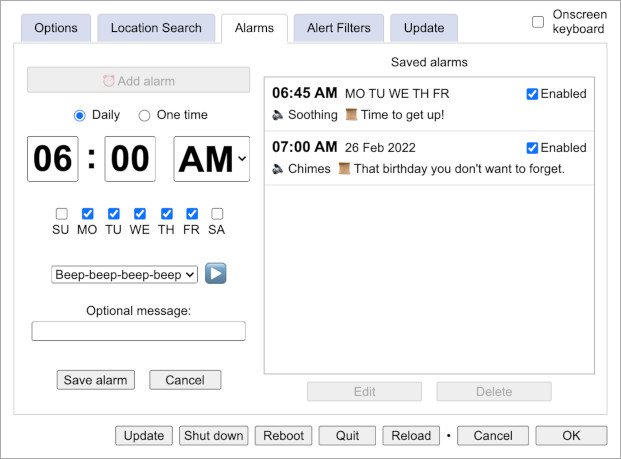 Options Location Search Alarms Alert Filters Update
Onscreen
keyboard
Add alarm
Daily One time
06 : 00 AM
SU MO TU WE TH FR SA
Beep-beep-beep-beep
Optional message:
Save alarm Cancel
Saved alarms
06:45 AM MO TU WE TH FR Enabled
Soothing Time to get up!
07:00 AM 26 Feb 2022 Enabled
Chimes That birthday you don't want to forget.
Edit Delete
Update Shut down Reboot Quit Reload • Cancel OK